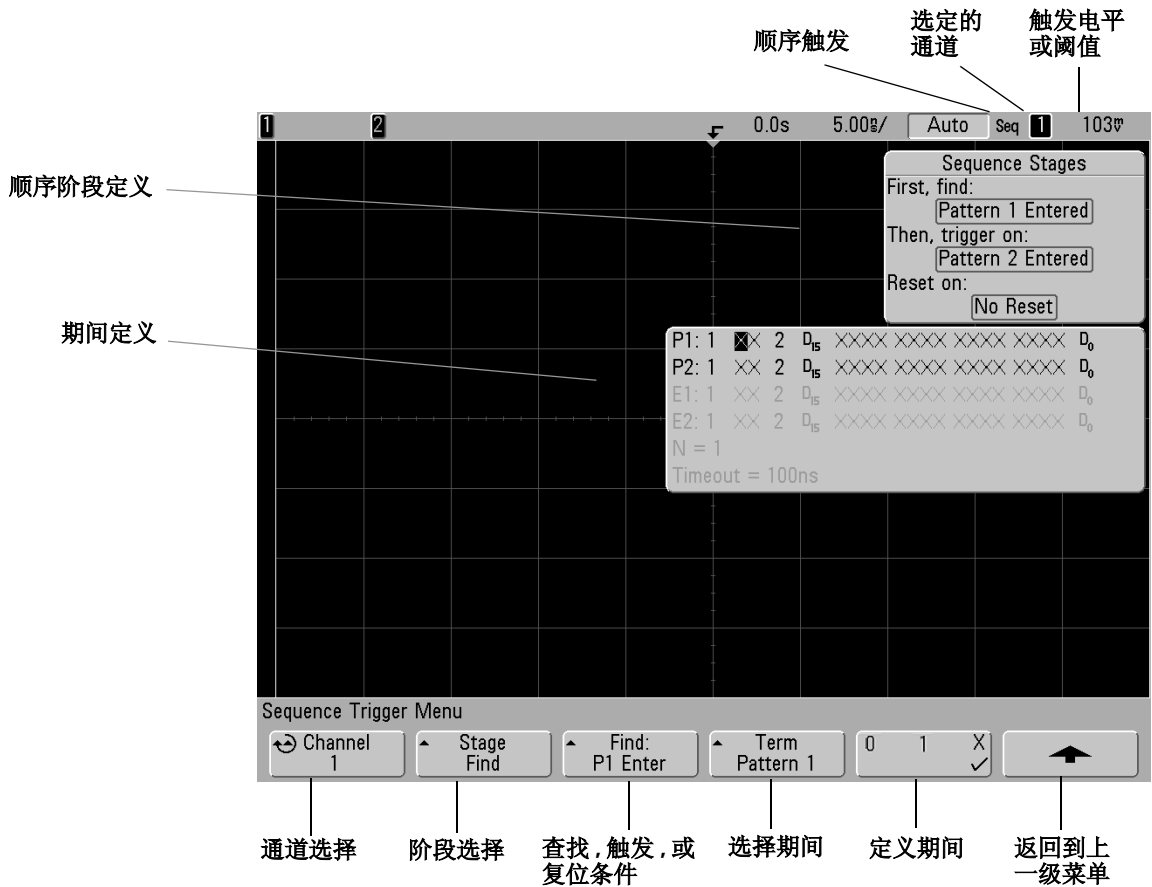 顺序触发
选定的
通道
触发电平
或阈值
1 2 0.0s 5.00ns/ Auto Seq 1 103mV
顺序阶段定义
Sequence Stages
First, find:
Pattern 1 Entered
Then, trigger on:
Pattern 2 Entered
Reset on:
No Reset
期间定义
P1: 1 XX 2 D15 XXXX XXXX XXXX XXXX D0
P2: 1 XX 2 D15 XXXX XXXX XXXX XXXX D0
E1: 1 XX 2 D15 XXXX XXXX XXXX XXXX D0
E2: 1 XX 2 D15 XXXX XXXX XXXX XXXX D0
N = 1
Timeout = 100ns
Sequence Trigger Menu
Channel
1
Stage
Find
Find:
P1 Enter
Term
Pattern 1
0 1 X
通道选择
阶段选择
查找,触发,或
复位条件
选择期间
定义期间
返回到上
一级菜单